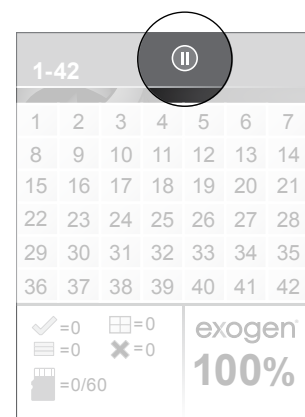 1-42
1 2 3 4 5 6 7
8 9 10 11 12 13 14
15 16 17 18 19 20 21
22 23 24 25 26 27 28
29 30 31 32 33 34 35
36 37 38 39 40 41 42
=0 =0
=0 =0
=0/60
exogen
100%